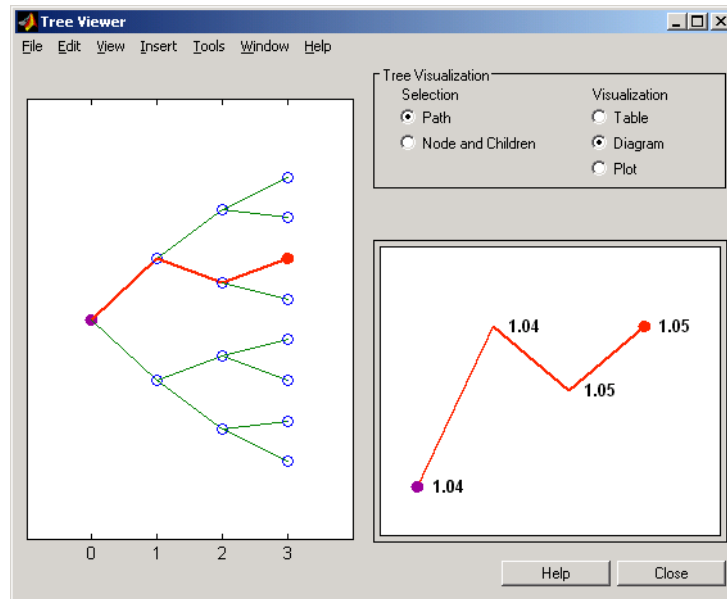 Tree Viewer
File Edit View Insert Tools Window Help
Tree Visualization
Selection
Visualization
Path
Table
Node and Children
Diagram
Plot
1.04
1.05
1.05
1.04
0 1 2 3
Help
Close